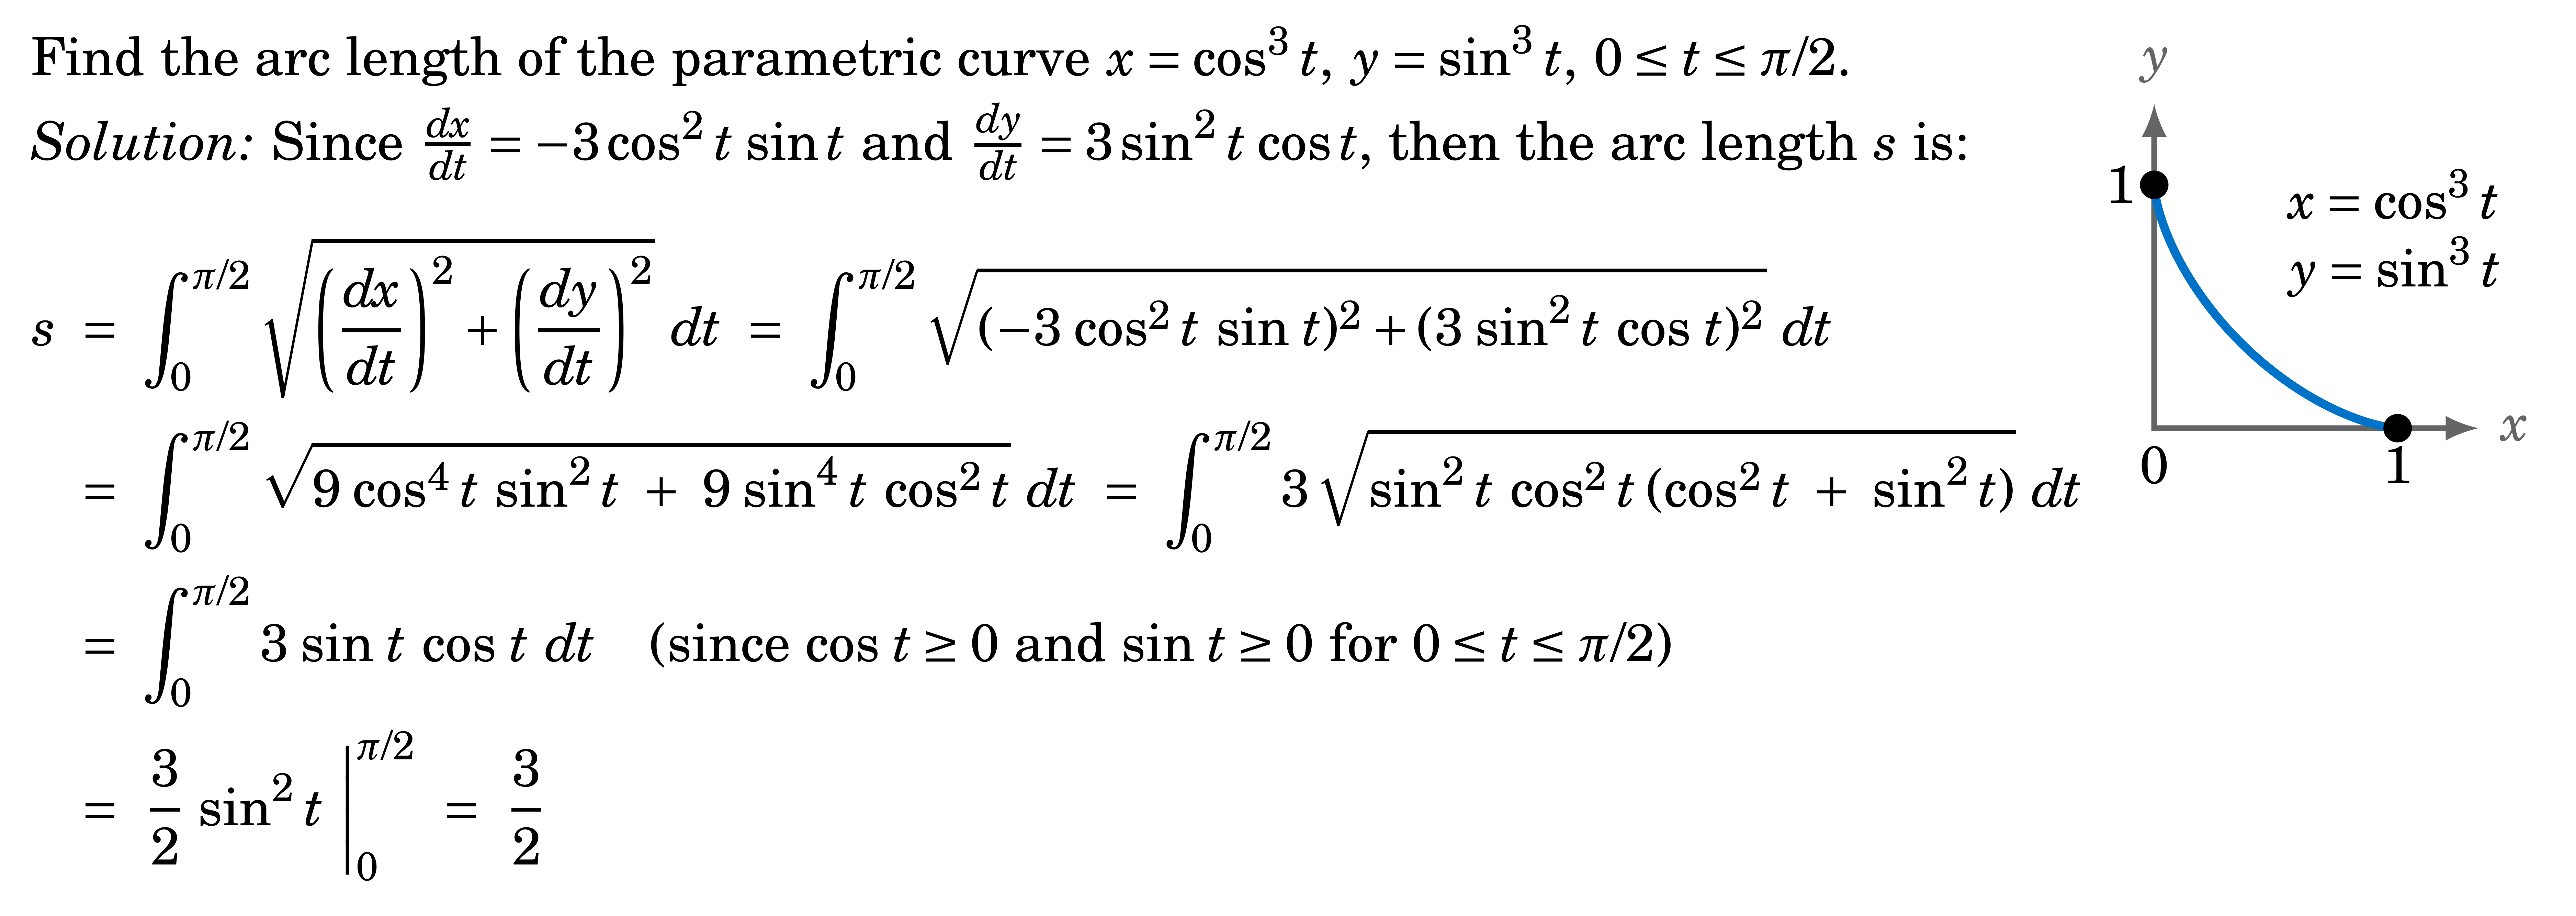 Find the arc length of the parametric curve x = cos³ t, y = sin³ t, 0 ≤ t ≤ π/2.
Solution: Since dx/dt = −3 cos² t sin t and dy/dt = 3 sin² t cos t, then the arc length s is:
s = ∫₀^{π/2} √((dx/dt)² + (dy/dt)²) dt = ∫₀^{π/2} √((−3 cos² t sin t)² + (3 sin² t cos t)²) dt
= ∫₀^{π/2} √(9 cos⁴ t sin² t + 9 sin⁴ t cos² t) dt = ∫₀^{π/2} 3 √(sin² t cos² t (cos² t + sin² t)) dt
= ∫₀^{π/2} 3 sin t cos t dt (since cos t ≥ 0 and sin t ≥ 0 for 0 ≤ t ≤ π/2)
= 3/2 sin² t |₀^{π/2} = 3/2
y
1
x = cos³ t
y = sin³ t
x
0
1